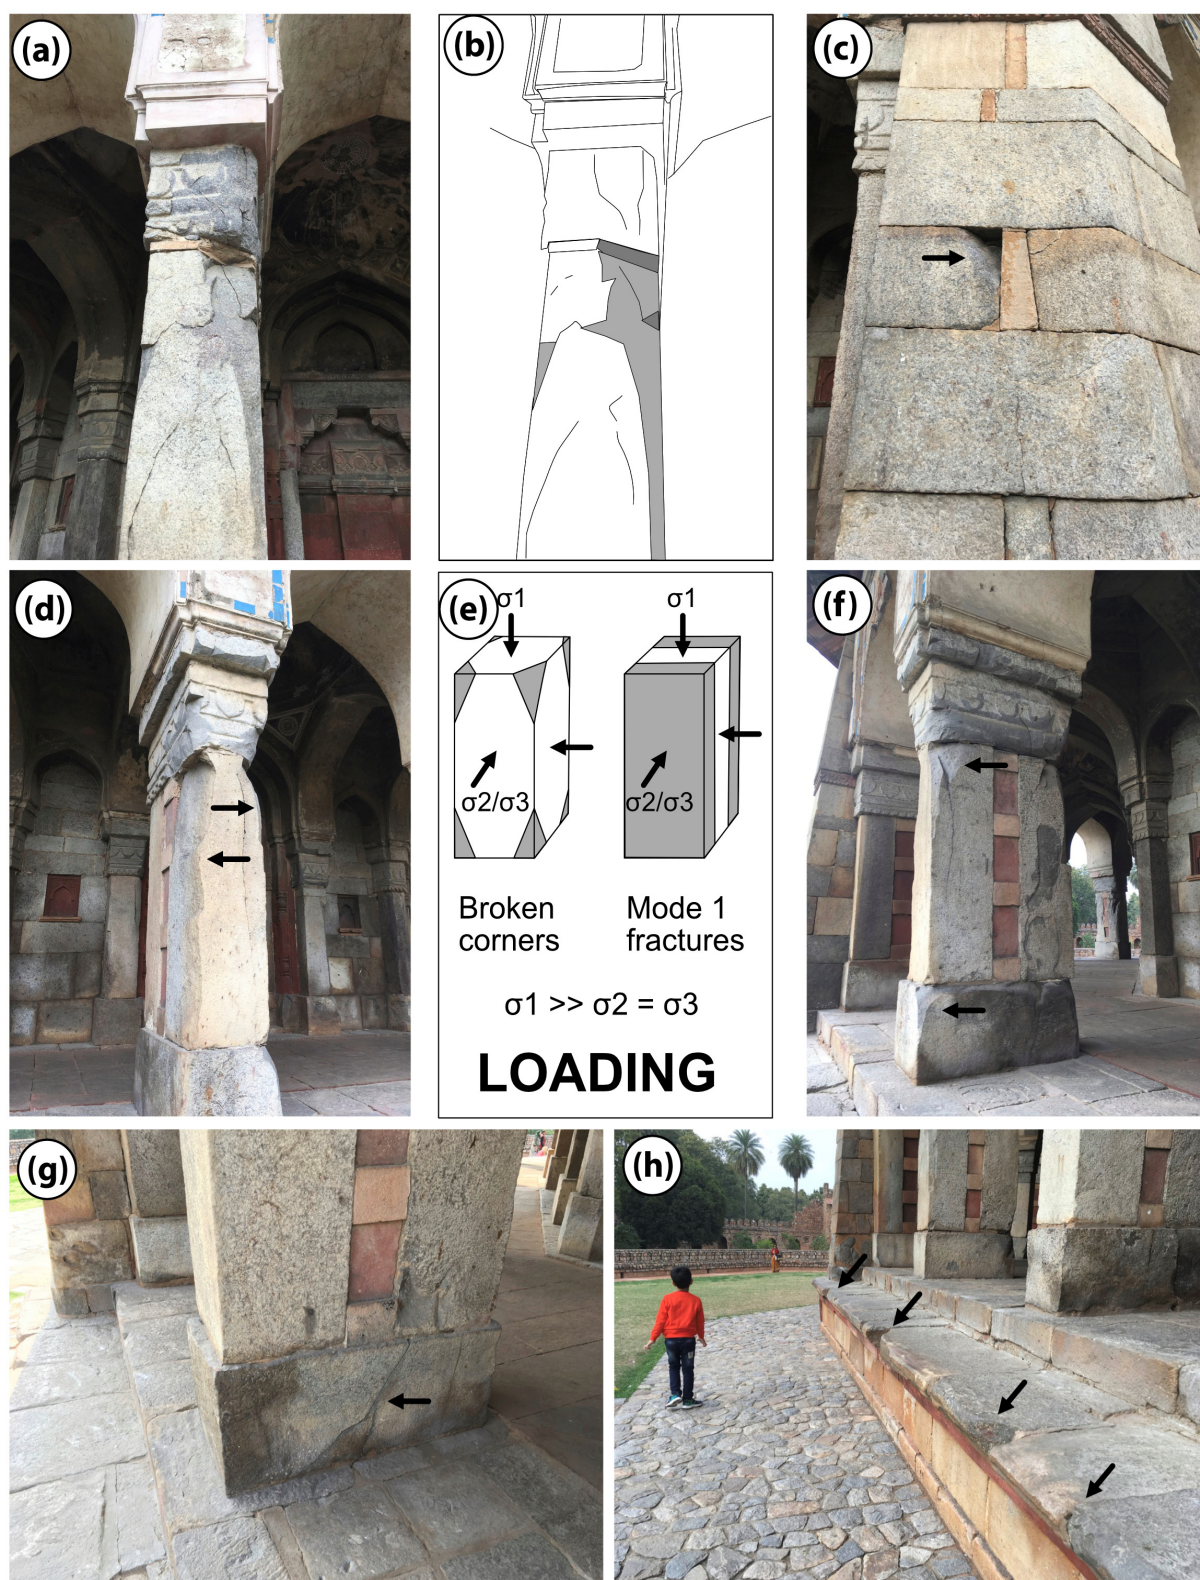 (a)
(b)
(c)
(d)
(e)
σ1
σ1
σ2/σ3
σ2/σ3
Broken
corners
Mode 1
fractures
σ1 >> σ2 = σ3
LOADING
(f)
(g)
(h)